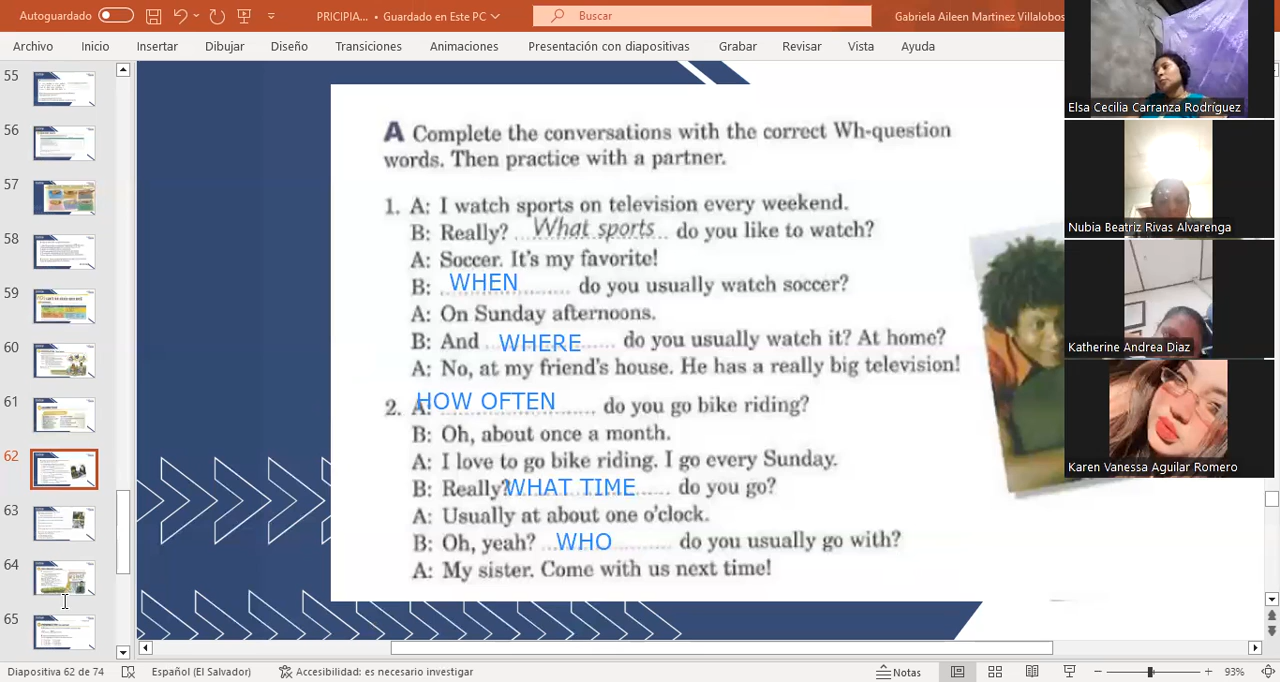 Autoguardado
PRICIPIA... • Guardado en Este PC
Buscar
Gabriela Aileen Martinez Villalobos
Archivo Inicio Insertar Dibujar Diseño Transiciones Animaciones Presentación con diapositivas Grabar Revisar Vista Ayuda
55
56
57
58
59
60
61
62
63
64
65
A Complete the conversations with the correct Wh-question
words. Then practice with a partner.
1. A: I watch sports on television every weekend.
B: Really? What sports do you like to watch?
A: Soccer. It's my favorite!
B: WHEN do you usually watch soccer?
A: On Sunday afternoons.
B: And WHERE do you usually watch it? At home?
A: No, at my friend's house. He has a really big television!
2. A: HOW OFTEN do you go bike riding?
B: Oh, about once a month.
A: I love to go bike riding. I go every Sunday.
B: Really? WHAT TIME do you go?
A: Usually at about one o'clock.
B: Oh, yeah? WHO do you usually go with?
A: My sister. Come with us next time!
Elsa Cecilia Carranza Rodríguez
Nubia Beatriz Rivas Alvarenga
Katherine Andrea Diaz
Karen Vanessa Aguilar Romero
Diapositiva 62 de 74 Español (El Salvador) Accesibilidad: es necesario investigar Notas 93%